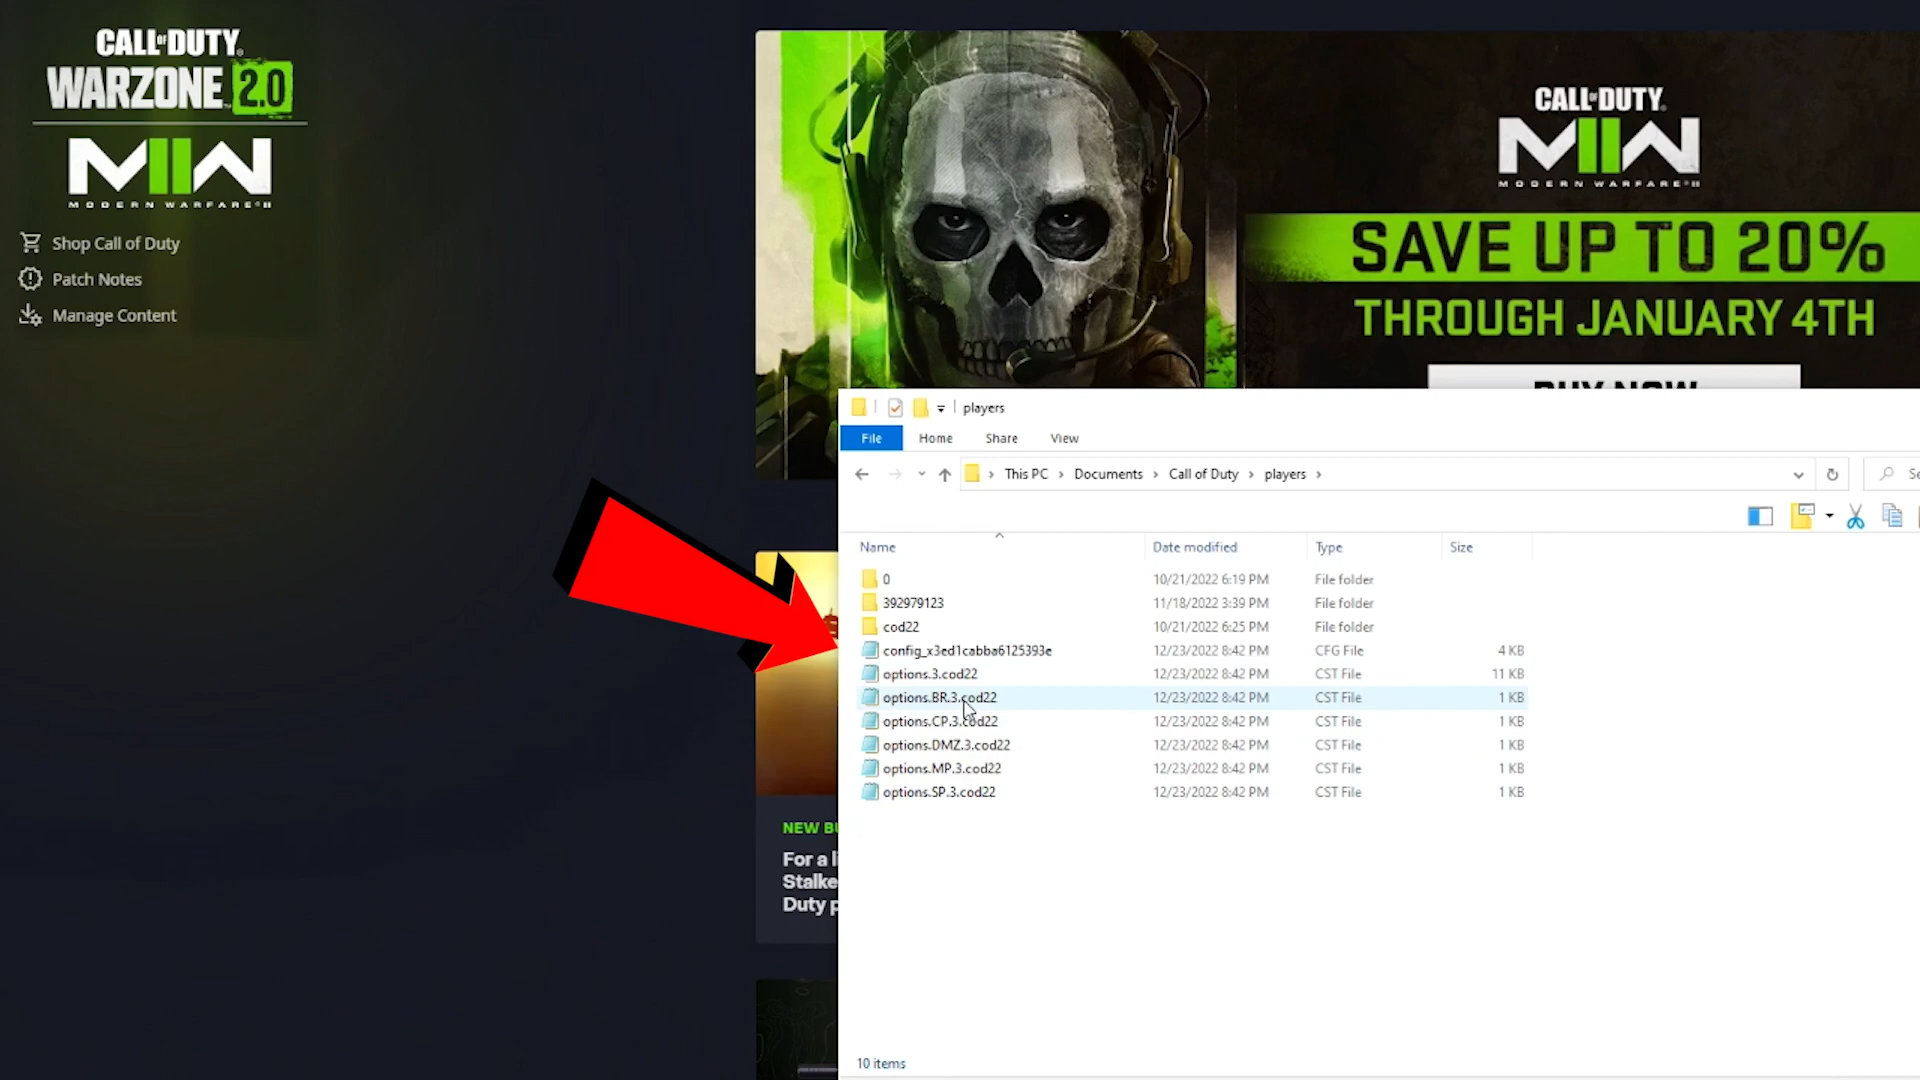 CALL OF DUTY
WARZONE 2.0
MWII
MODERN WARFARE II
Shop Call of Duty
Patch Notes
Manage Content
CALL OF DUTY
MWII
MODERN WARFARE II
SAVE UP TO 20%
THROUGH JANUARY 4TH
BUY NOW
players
File Home Share View
This PC > Documents > Call of Duty > players >
Name Date modified Type Size
0 10/21/2022 6:19 PM File folder
392979123 11/18/2022 3:39 PM File folder
cod22 10/21/2022 6:25 PM File folder
config_x3ed1cabba6125393e 12/23/2022 8:42 PM CFG File 4 KB
options.3.cod22 12/23/2022 8:42 PM CST File 11 KB
options.BR.3.cod22 12/23/2022 8:42 PM CST File 1 KB
options.CP.3.cod22 12/23/2022 8:42 PM CST File 1 KB
options.DMZ.3.cod22 12/23/2022 8:42 PM CST File 1 KB
options.MP.3.cod22 12/23/2022 8:42 PM CST File 1 KB
options.SP.3.cod22 12/23/2022 8:42 PM CST File 1 KB
NEW
For a
Stalke
Duty
10 items